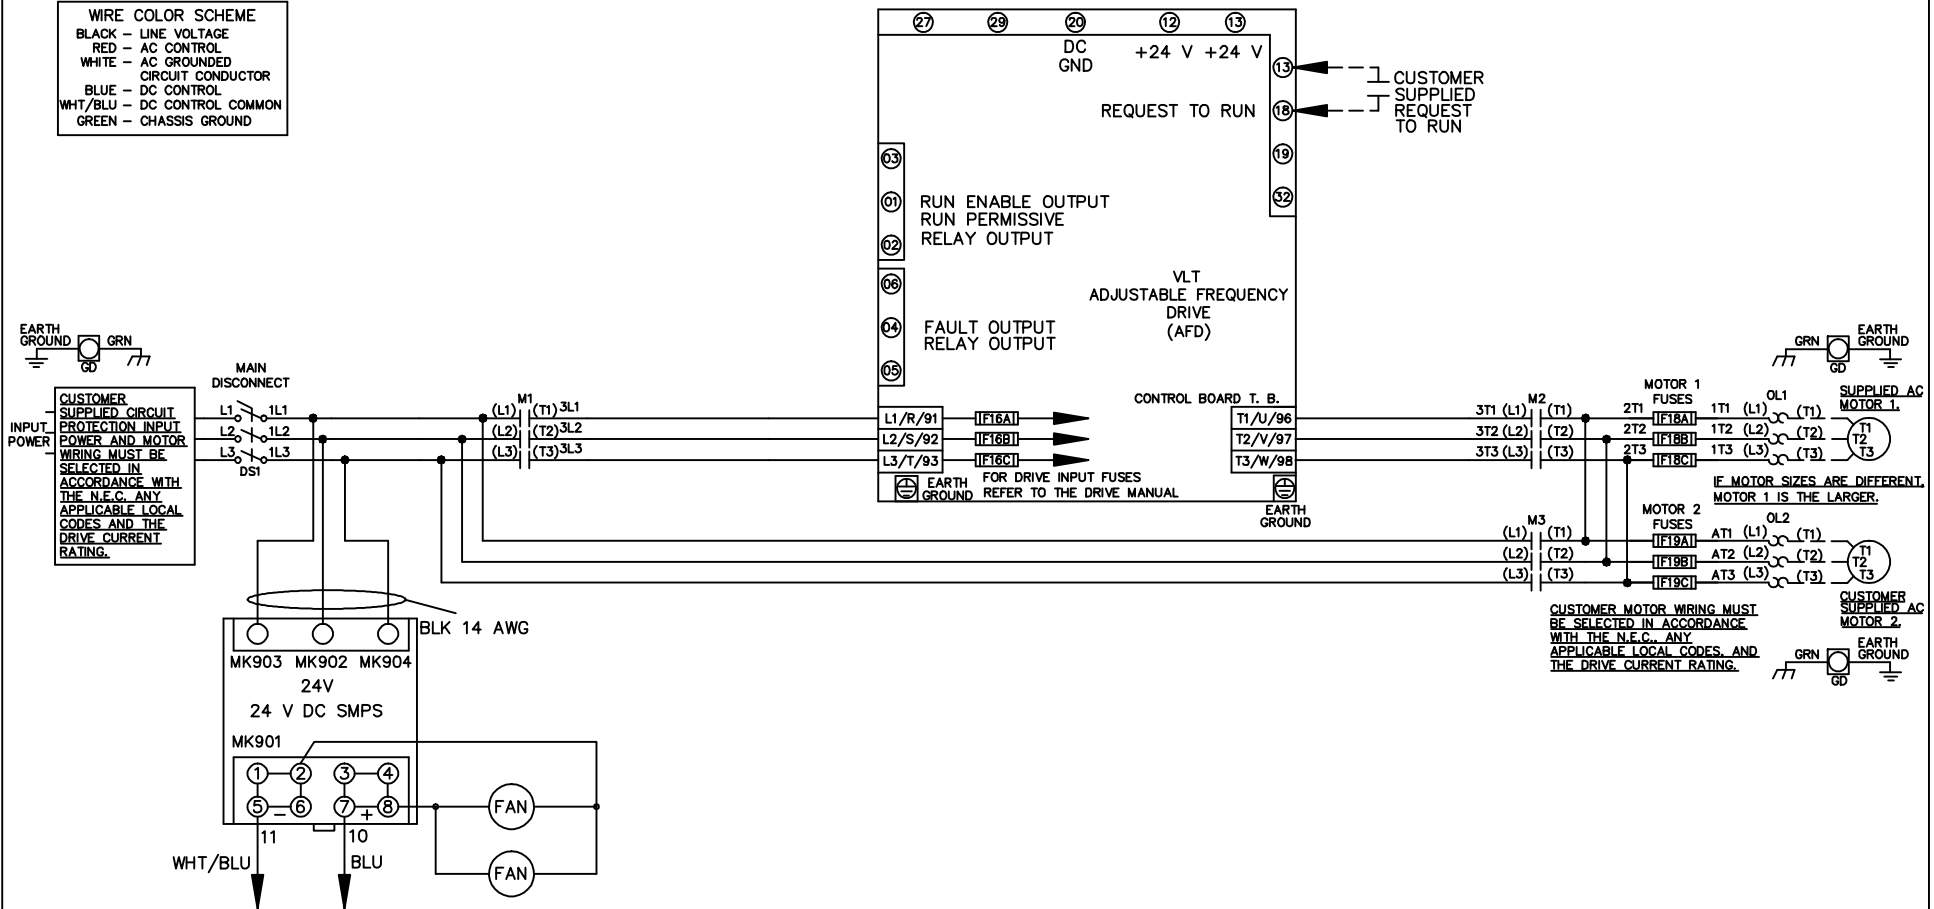 WIRE COLOR SCHEME
BLACK – LINE VOLTAGE
RED – AC CONTROL
WHITE – AC GROUNDED
CIRCUIT CONDUCTOR
BLUE – DC CONTROL
WHT/BLU – DC CONTROL COMMON
GREEN – CHASSIS GROUND
27 29 20 12 13
DC
GND
+24 V +24 V
13
18
19
32
REQUEST TO RUN
CUSTOMER
SUPPLIED
REQUEST
TO RUN
03
01
02
RUN ENABLE OUTPUT
RUN PERMISSIVE
RELAY OUTPUT
06
04
05
FAULT OUTPUT
RELAY OUTPUT
VLT
ADJUSTABLE FREQUENCY
DRIVE
(AFD)
CONTROL BOARD T. B.
L1/R/91 F16A T1/U/96
L2/S/92 F16B T2/V/97
L3/T/93 F16C T3/W/98
EARTH
GROUND
FOR DRIVE INPUT FUSES
REFER TO THE DRIVE MANUAL
EARTH
GROUND
EARTH
GROUND
GRN
GD
INPUT
POWER
CUSTOMER
SUPPLIED CIRCUIT
PROTECTION INPUT
POWER AND MOTOR
WIRING MUST BE
SELECTED IN
ACCORDANCE WITH
THE N.E.C. ANY
APPLICABLE LOCAL
CODES AND THE
DRIVE CURRENT
RATING.
MAIN
DISCONNECT
L1 1L1
L2 1L2
L3 1L3
DS1
M1
(L1) (T1) 3L1
(L2) (T2) 3L2
(L3) (T3) 3L3
M2
3T1 (L1) (T1) 2T1
3T2 (L2) (T2) 2T2
3T3 (L3) (T3) 2T3
MOTOR 1
FUSES
F18A 1T1 (L1) (T1)
F18B 1T2 (L2) (T2)
F18C 1T3 (L3) (T3)
OL1
T1
T2
T3
GRN
GD
EARTH
GROUND
SUPPLIED AC
MOTOR 1.
IF MOTOR SIZES ARE DIFFERENT,
MOTOR 1 IS THE LARGER.
M3
(L1) (T1)
(L2) (T2)
(L3) (T3)
MOTOR 2
FUSES
F19A AT1 (L1) (T1)
F19B AT2 (L2) (T2)
F19C AT3 (L3) (T3)
OL2
T1
T2
T3
CUSTOMER
SUPPLIED AC
MOTOR 2.
CUSTOMER MOTOR WIRING MUST
BE SELECTED IN ACCORDANCE
WITH THE N.E.C., ANY
APPLICABLE LOCAL CODES, AND
THE DRIVE CURRENT RATING.
GRN
GD
EARTH
GROUND
BLK 14 AWG
MK903 MK902 MK904
24V
24 V DC SMPS
MK901
1 2 3 4
5 – 6 7 + 8
11 10
WHT/BLU BLU
FAN
FAN